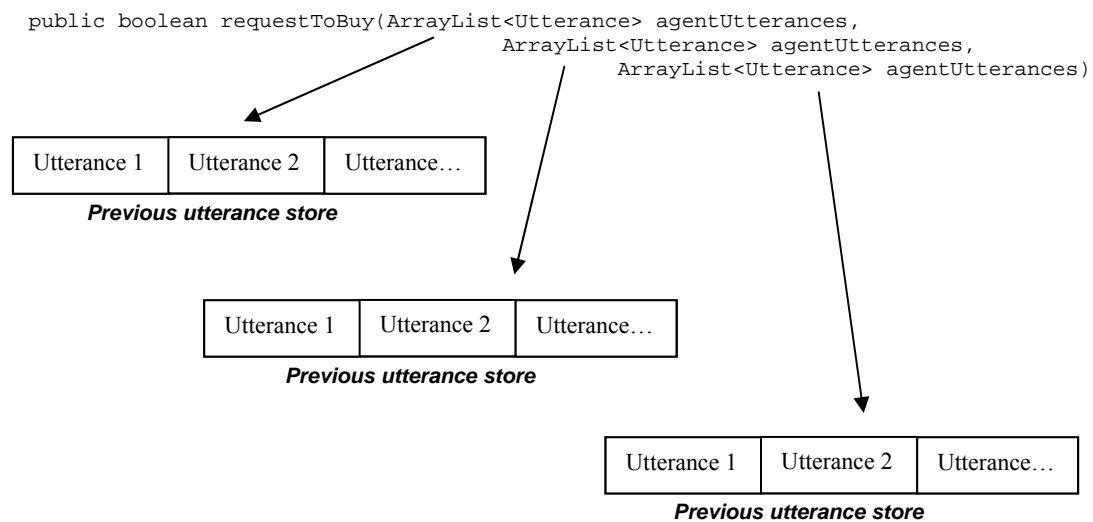 public boolean requestToBuy(ArrayList<Utterance> agentUtterances,
ArrayList<Utterance> agentUtterances,
ArrayList<Utterance> agentUtterances)
Utterance 1 Utterance 2 Utterance…
Previous utterance store
Utterance 1 Utterance 2 Utterance…
Previous utterance store
Utterance 1 Utterance 2 Utterance…
Previous utterance store